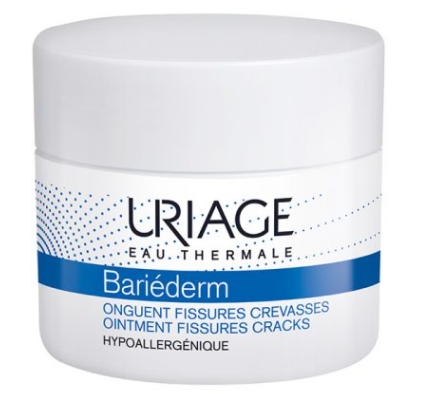 URIAGE
EAU THERMALE
Bariéderm
ONGUENT FISSURES CREVASSES
OINTMENT FISSURES CRACKS
HYPOALLERGÉNIQUE